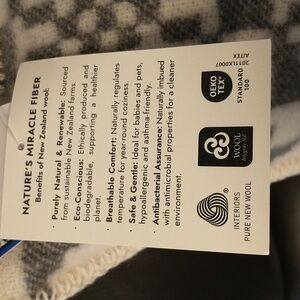 NATURE'S MIRACLE FIBER
Benefits of New Zealand wool:
· Purely Natural & Renewable: Sourced
from sustainable New Zealand farms.
· Eco-Conscious: Ethically produced and
biodegradable, supporting a healthier
planet.
· Breathable Comfort: Naturally regulates
temperature for year-round coziness.
· Safe & Gentle: Ideal for babies and pets,
hypoallergenic and asthma-friendly.
· Antibacterial Assurance: Naturally imbued
with antimicrobial properties for a cleaner
environment.
INTERIORS
PURE NEW WOOL
WOOL
Integrity NZ
OEKO
TEX®
STANDARD
100
2011LK0007
AITEX